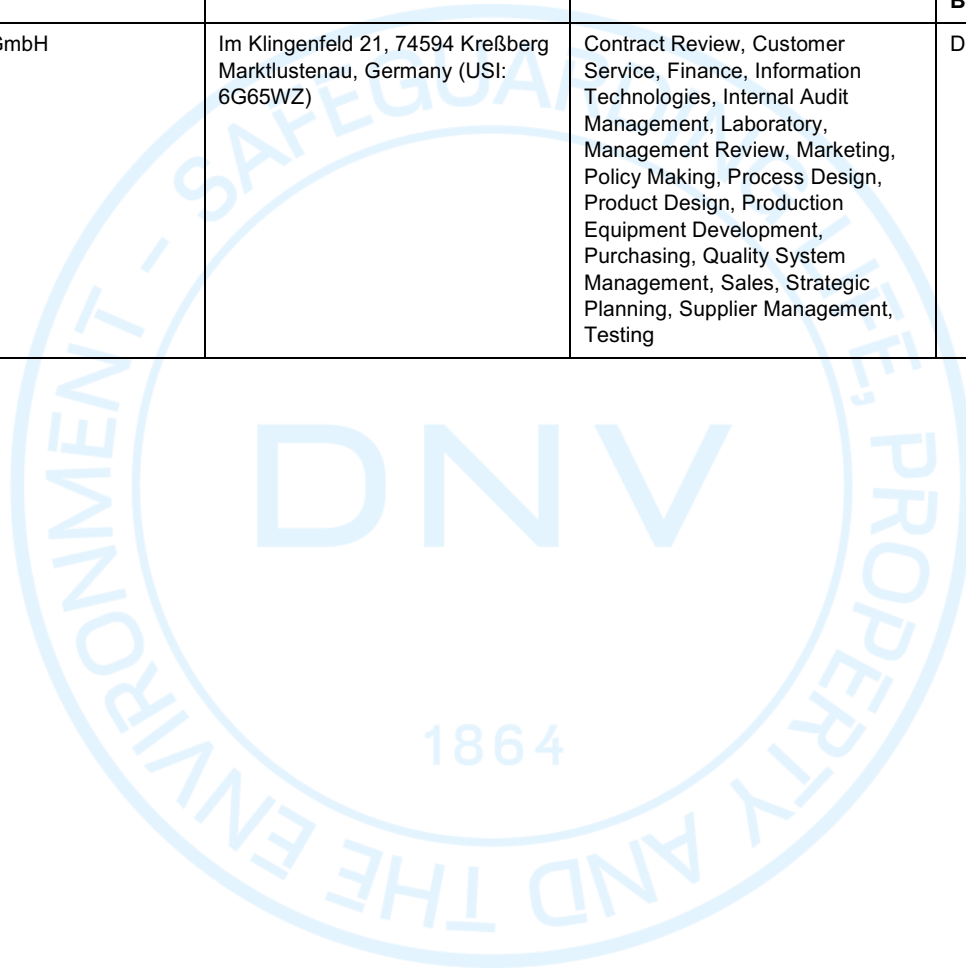 B
GmbH
Im Klingenfeld 21, 74594 Kreßberg
Marktlustenau, Germany (USI:
6G65WZ)
Contract Review, Customer
Service, Finance, Information
Technologies, Internal Audit
Management, Laboratory,
Management Review, Marketing,
Policy Making, Process Design,
Product Design, Production
Equipment Development,
Purchasing, Quality System
Management, Sales, Strategic
Planning, Supplier Management,
Testing
D
SAFEGUARDING LIFE, PROPERTY AND THE ENVIRONMENT -
DNV
1864